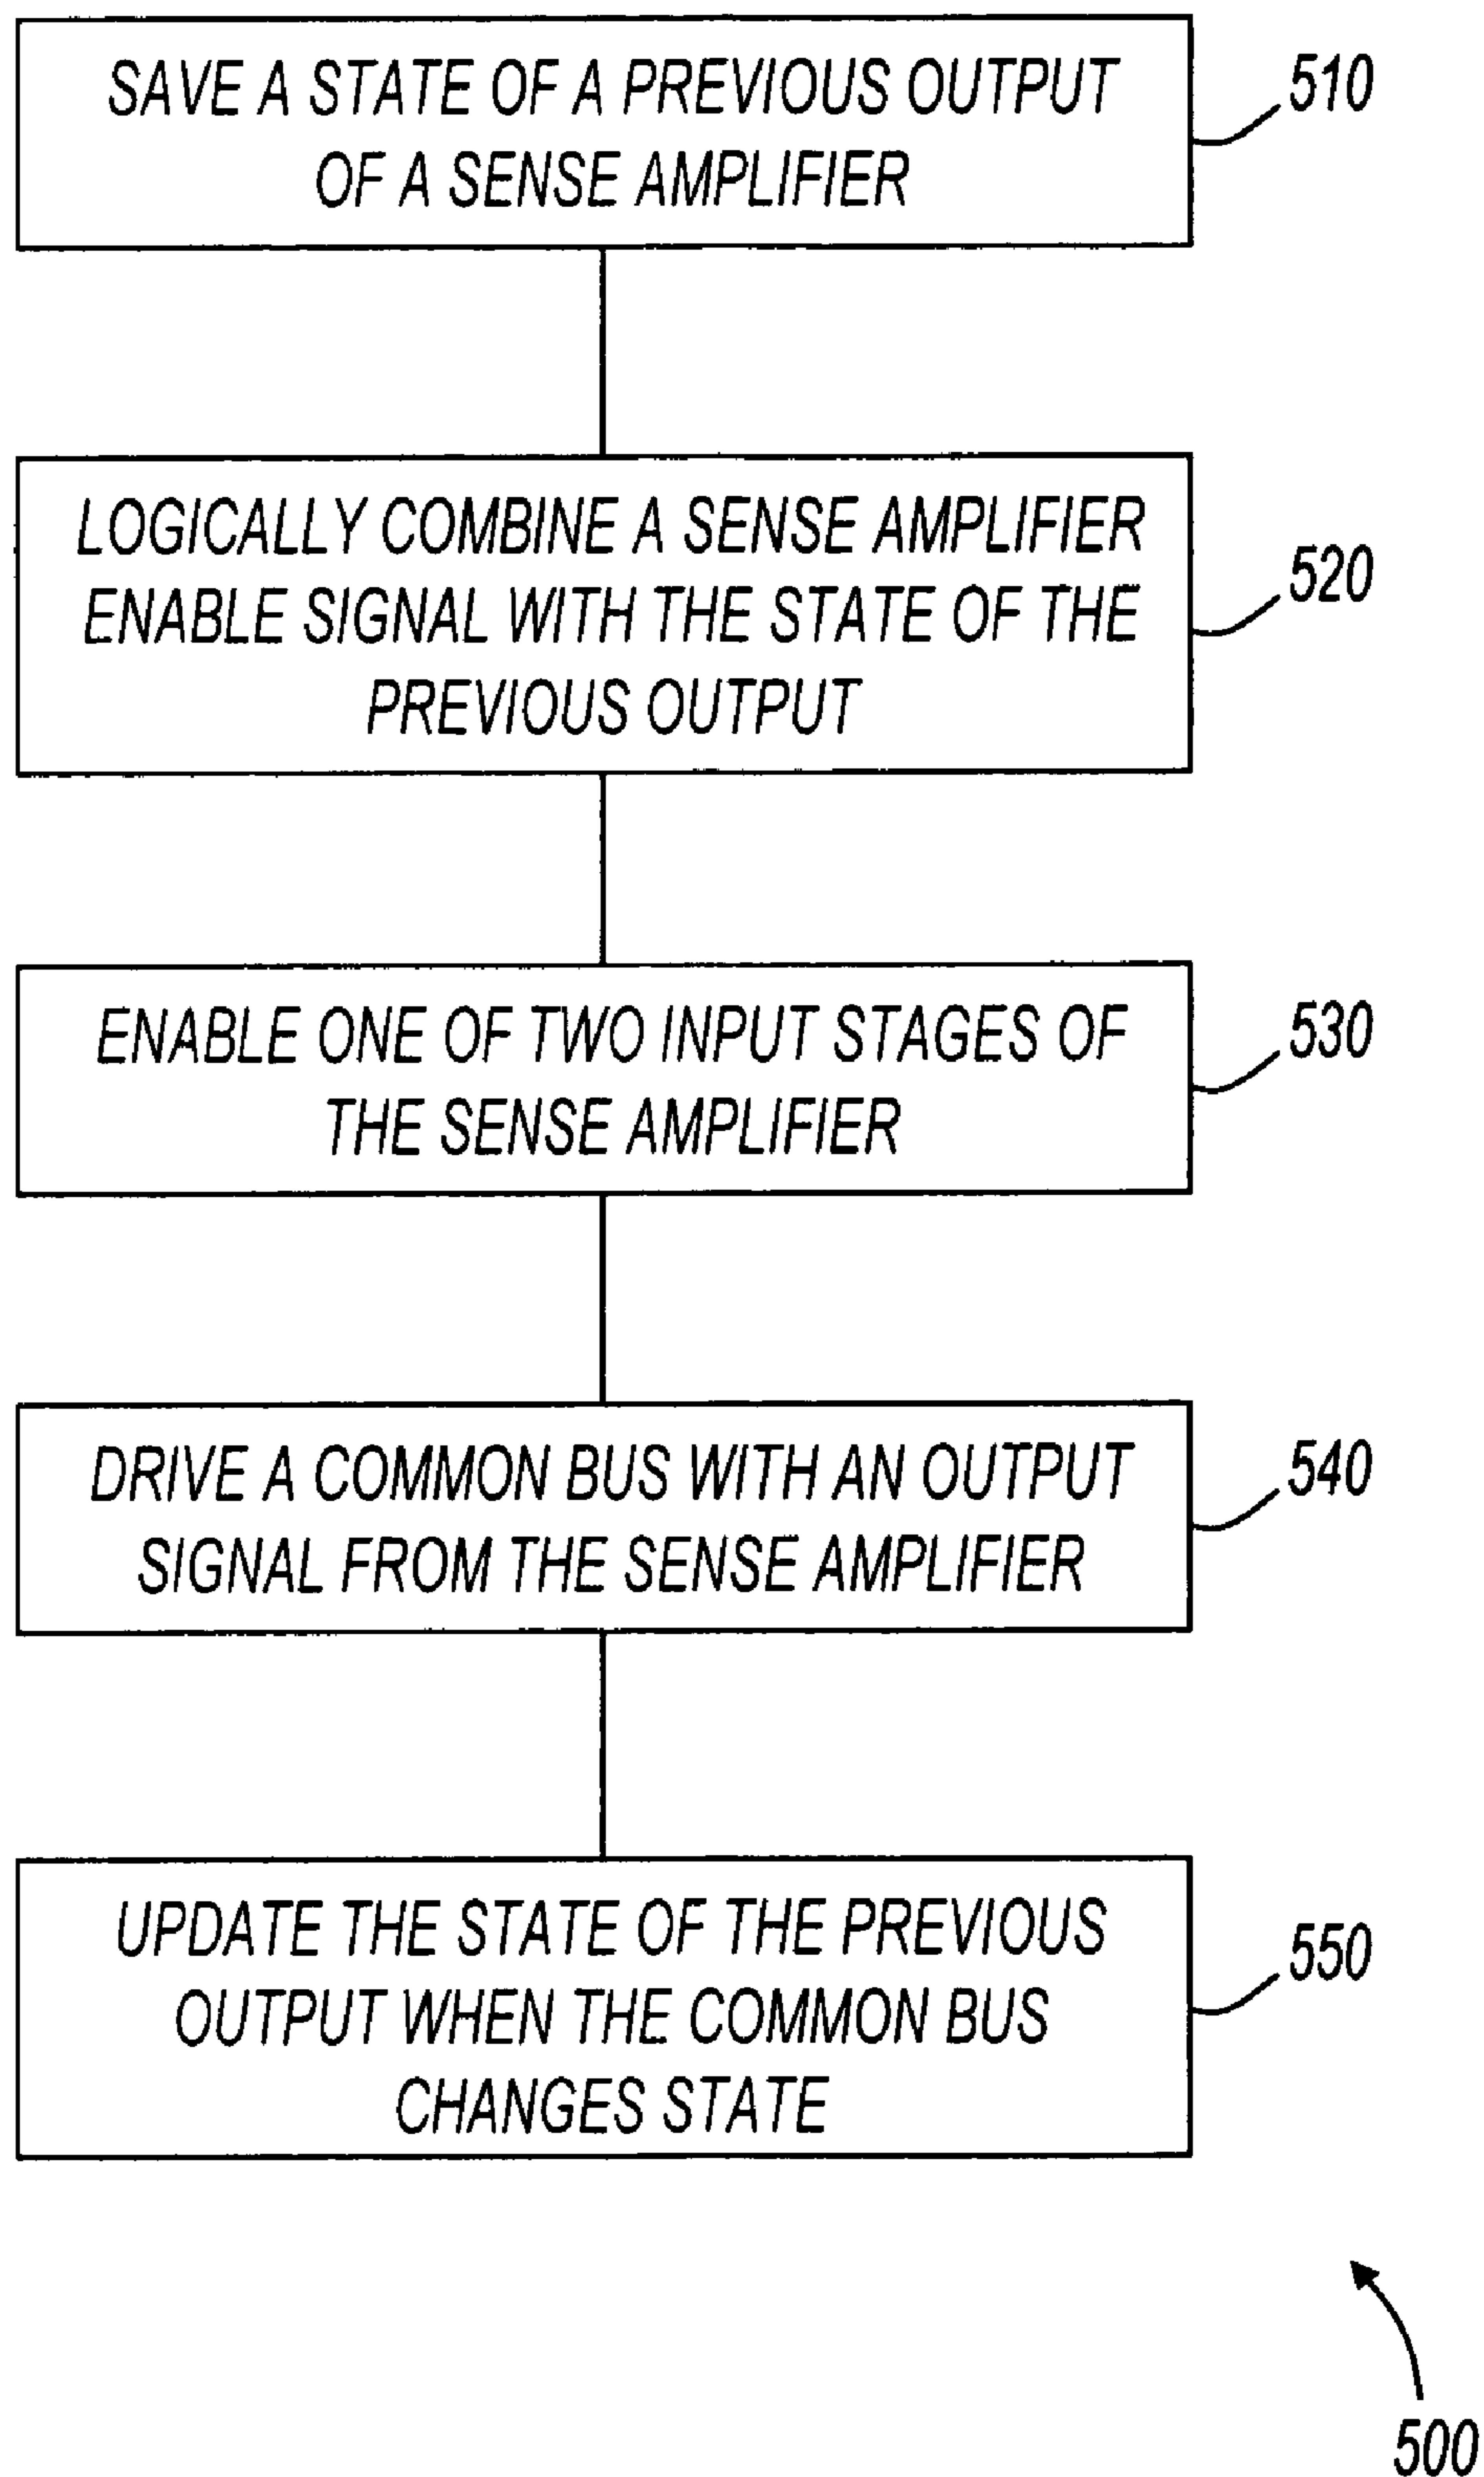 SAVE A STATE OF A PREVIOUS OUTPUT
OF A SENSE AMPLIFIER
510
LOGICALLY COMBINE A SENSE AMPLIFIER
ENABLE SIGNAL WITH THE STATE OF THE
PREVIOUS OUTPUT
520
ENABLE ONE OF TWO INPUT STAGES OF
THE SENSE AMPLIFIER
530
DRIVE A COMMON BUS WITH AN OUTPUT
SIGNAL FROM THE SENSE AMPLIFIER
540
UPDATE THE STATE OF THE PREVIOUS
OUTPUT WHEN THE COMMON BUS
CHANGES STATE
550
500